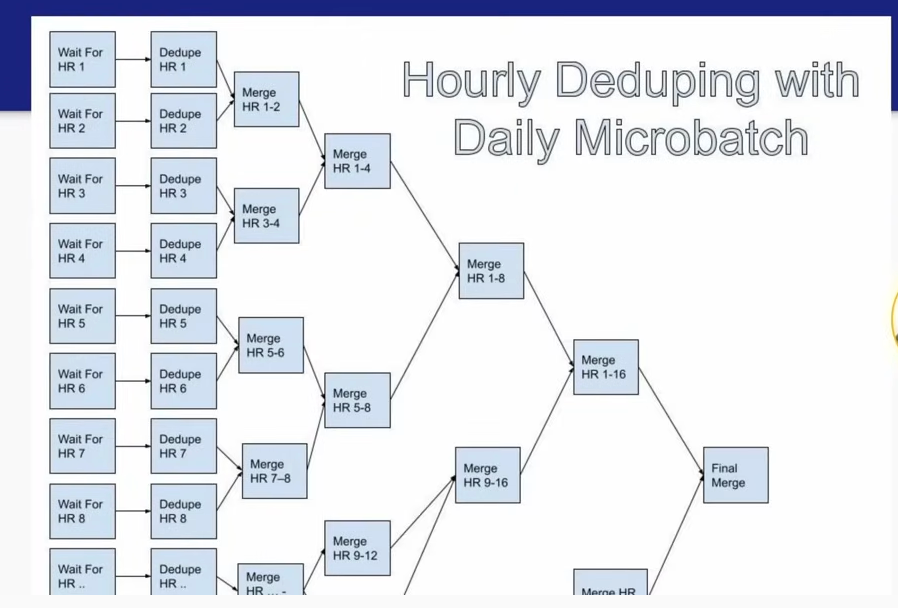 Hourly Deduping with
Daily Microbatch
Wait For
HR 1
Dedupe
HR 1
Wait For
HR 2
Dedupe
HR 2
Merge
HR 1-2
Wait For
HR 3
Dedupe
HR 3
Wait For
HR 4
Dedupe
HR 4
Merge
HR 3-4
Merge
HR 1-4
Wait For
HR 5
Dedupe
HR 5
Wait For
HR 6
Dedupe
HR 6
Merge
HR 5-6
Wait For
HR 7
Dedupe
HR 7
Wait For
HR 8
Dedupe
HR 8
Merge
HR 7–8
Merge
HR 5-8
Merge
HR 1-8
Wait For
HR ..
Dedupe
HR ..
Merge
HR ... -
Merge
HR 9-12
Merge
HR 9-16
Merge
HR 1-16
Merge HR
Final
Merge